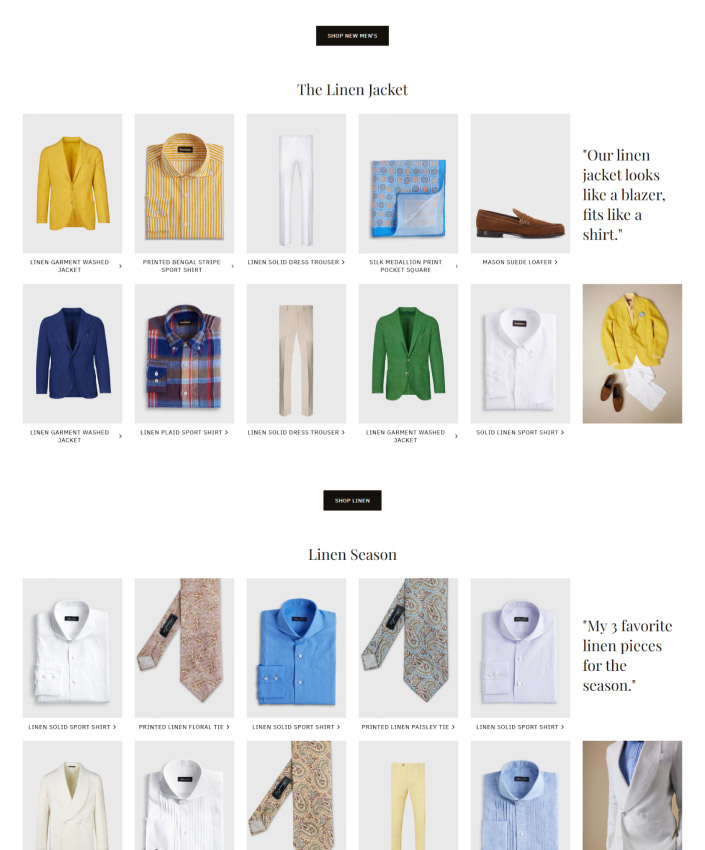 SHOP NEW MEN'S
The Linen Jacket
LINEN GARMENT WASHED
JACKET
PRINTED BENGAL STRIPE
SPORT SHIRT
LINEN SOLID DRESS TROUSER
SILK MEDALLION PRINT
POCKET SQUARE
MASON SUEDE LOAFER
"Our linen
jacket looks
like a blazer,
fits like a
shirt."
LINEN GARMENT WASHED
JACKET
LINEN PLAID SPORT SHIRT
LINEN SOLID DRESS TROUSER
LINEN GARMENT WASHED
JACKET
SOLID LINEN SPORT SHIRT
SHOP LINEN
Linen Season
LINEN SOLID SPORT SHIRT
PRINTED LINEN FLORAL TIE
LINEN SOLID SPORT SHIRT
PRINTED LINEN PAISLEY TIE
LINEN SOLID SPORT SHIRT
"My 3 favorite
linen pieces
for the
season."